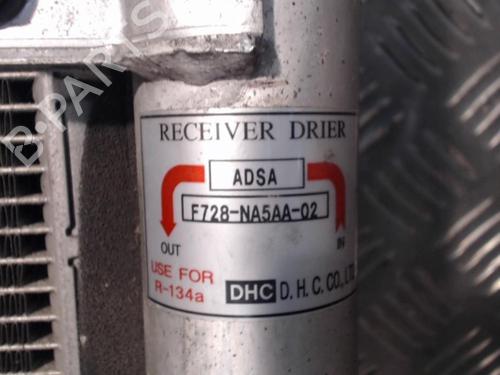 B-PARTS
RECEIVER DRIER
ADSA
F728-NA5AA-02
OUT
IN
USE FOR
R-134a
DHC D. H. C. CO., LTD